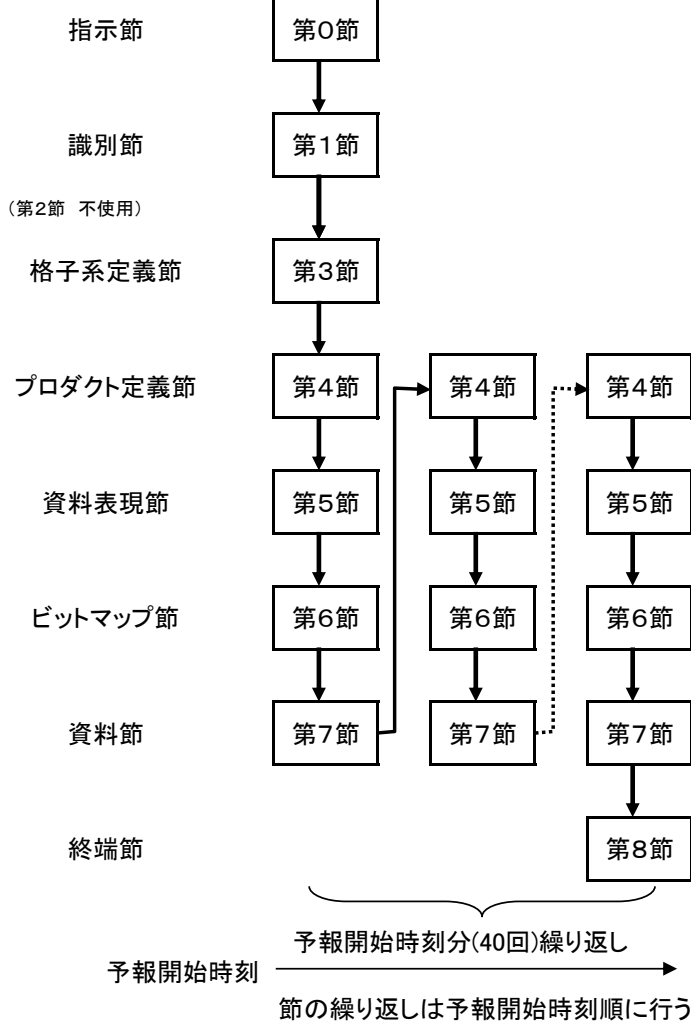 指示節 第0節
識別節 第1節
(第2節 不使用)
格子系定義節 第3節
プロダクト定義節 第4節 第4節 第4節
資料表現節 第5節 第5節 第5節
ビットマップ節 第6節 第6節 第6節
資料節 第7節 第7節 第7節
終端節 第8節
予報開始時刻分(40回)繰り返し
予報開始時刻
節の繰り返しは予報開始時刻順に行う